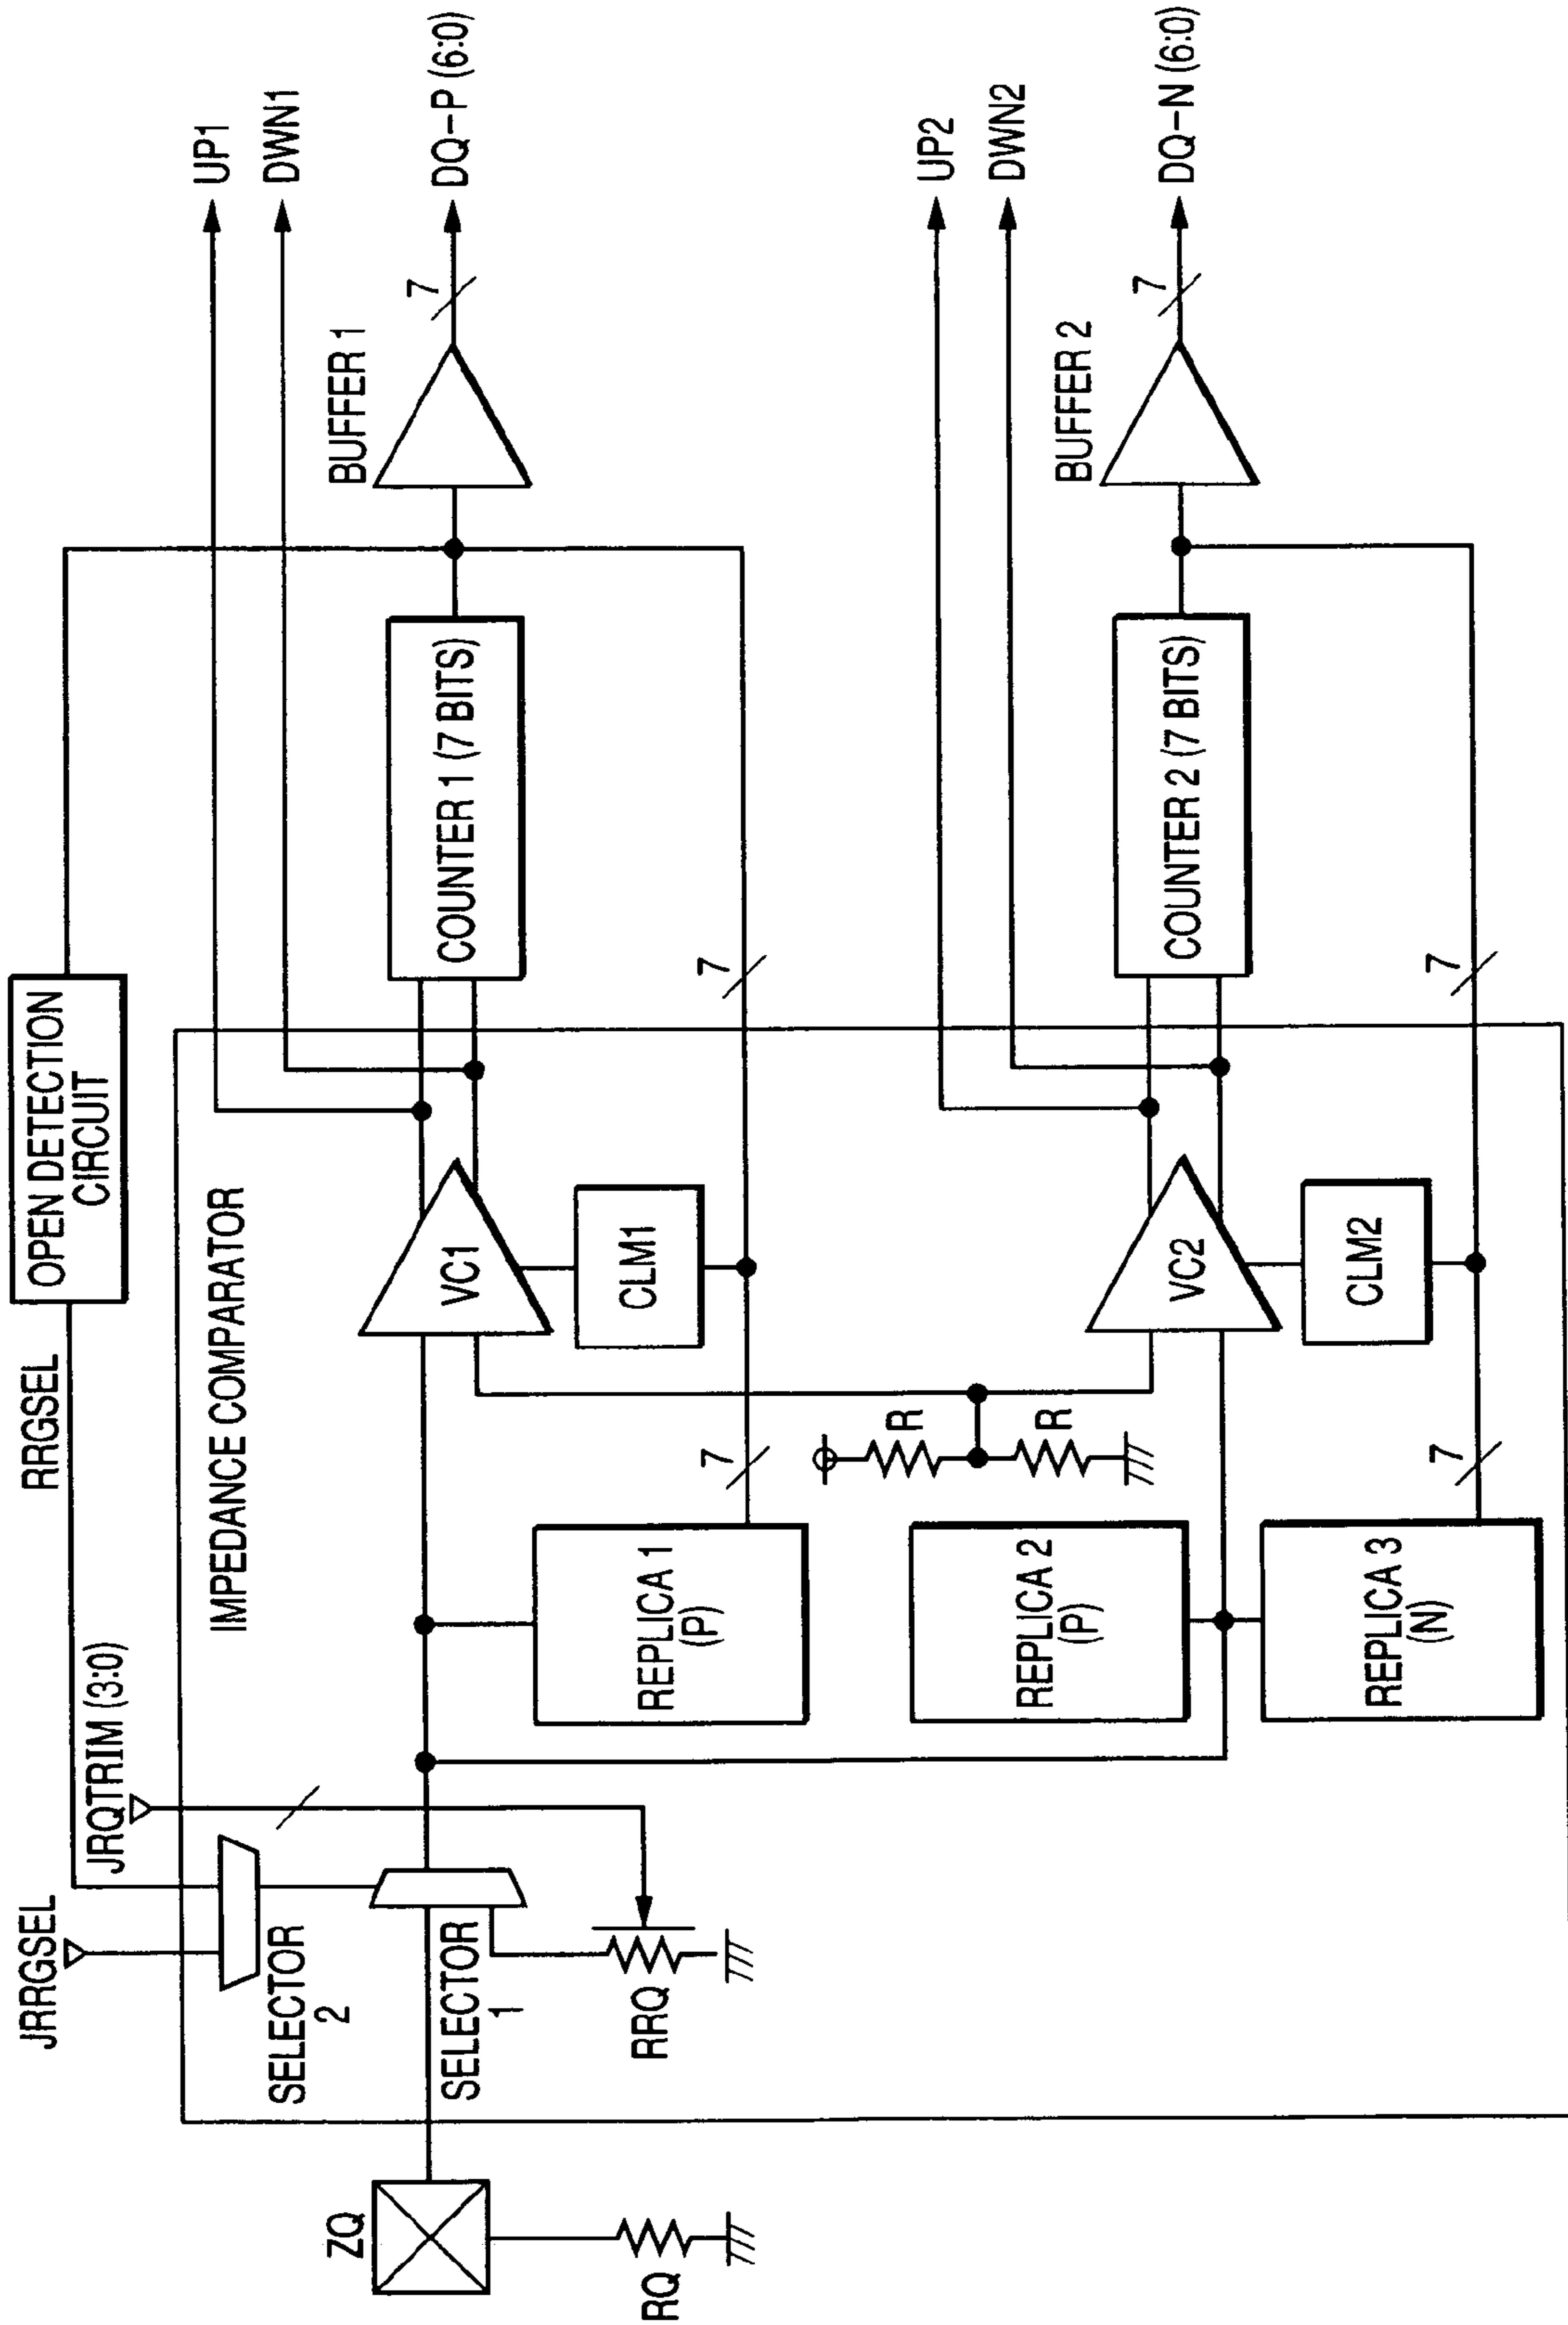 OPEN DETECTION
CIRCUIT
RRGSEL
JRRGSEL
JRQTRIM (3:0)
IMPEDANCE COMPARATOR
SELECTOR
2
SELECTOR
1
ZQ
RQ
RRQ
REPLICA 1
(P)
VC1
CLM1
7
7
COUNTER 1 (7 BITS)
BUFFER 1
7
UP1
DWN1
DQ-P (6:0)
R
R
REPLICA 2
(P)
REPLICA 3
(N)
VC2
CLM2
7
7
COUNTER 2 (7 BITS)
BUFFER 2
7
UP2
DWN2
DQ-N (6:0)